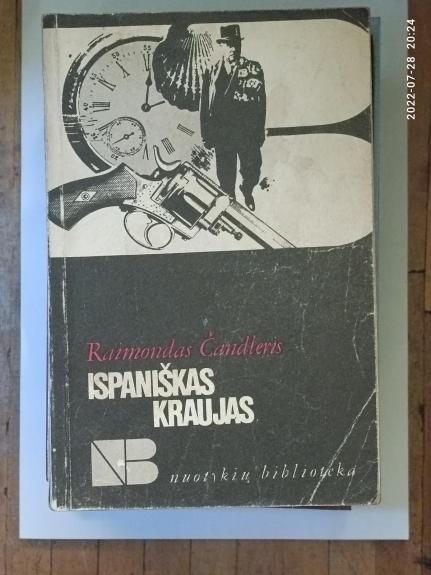 2022-07-28 20:24
Raimondas Čandleris
ISPANIŠKAS
KRAUJAS
NB
nuotykių biblioteka